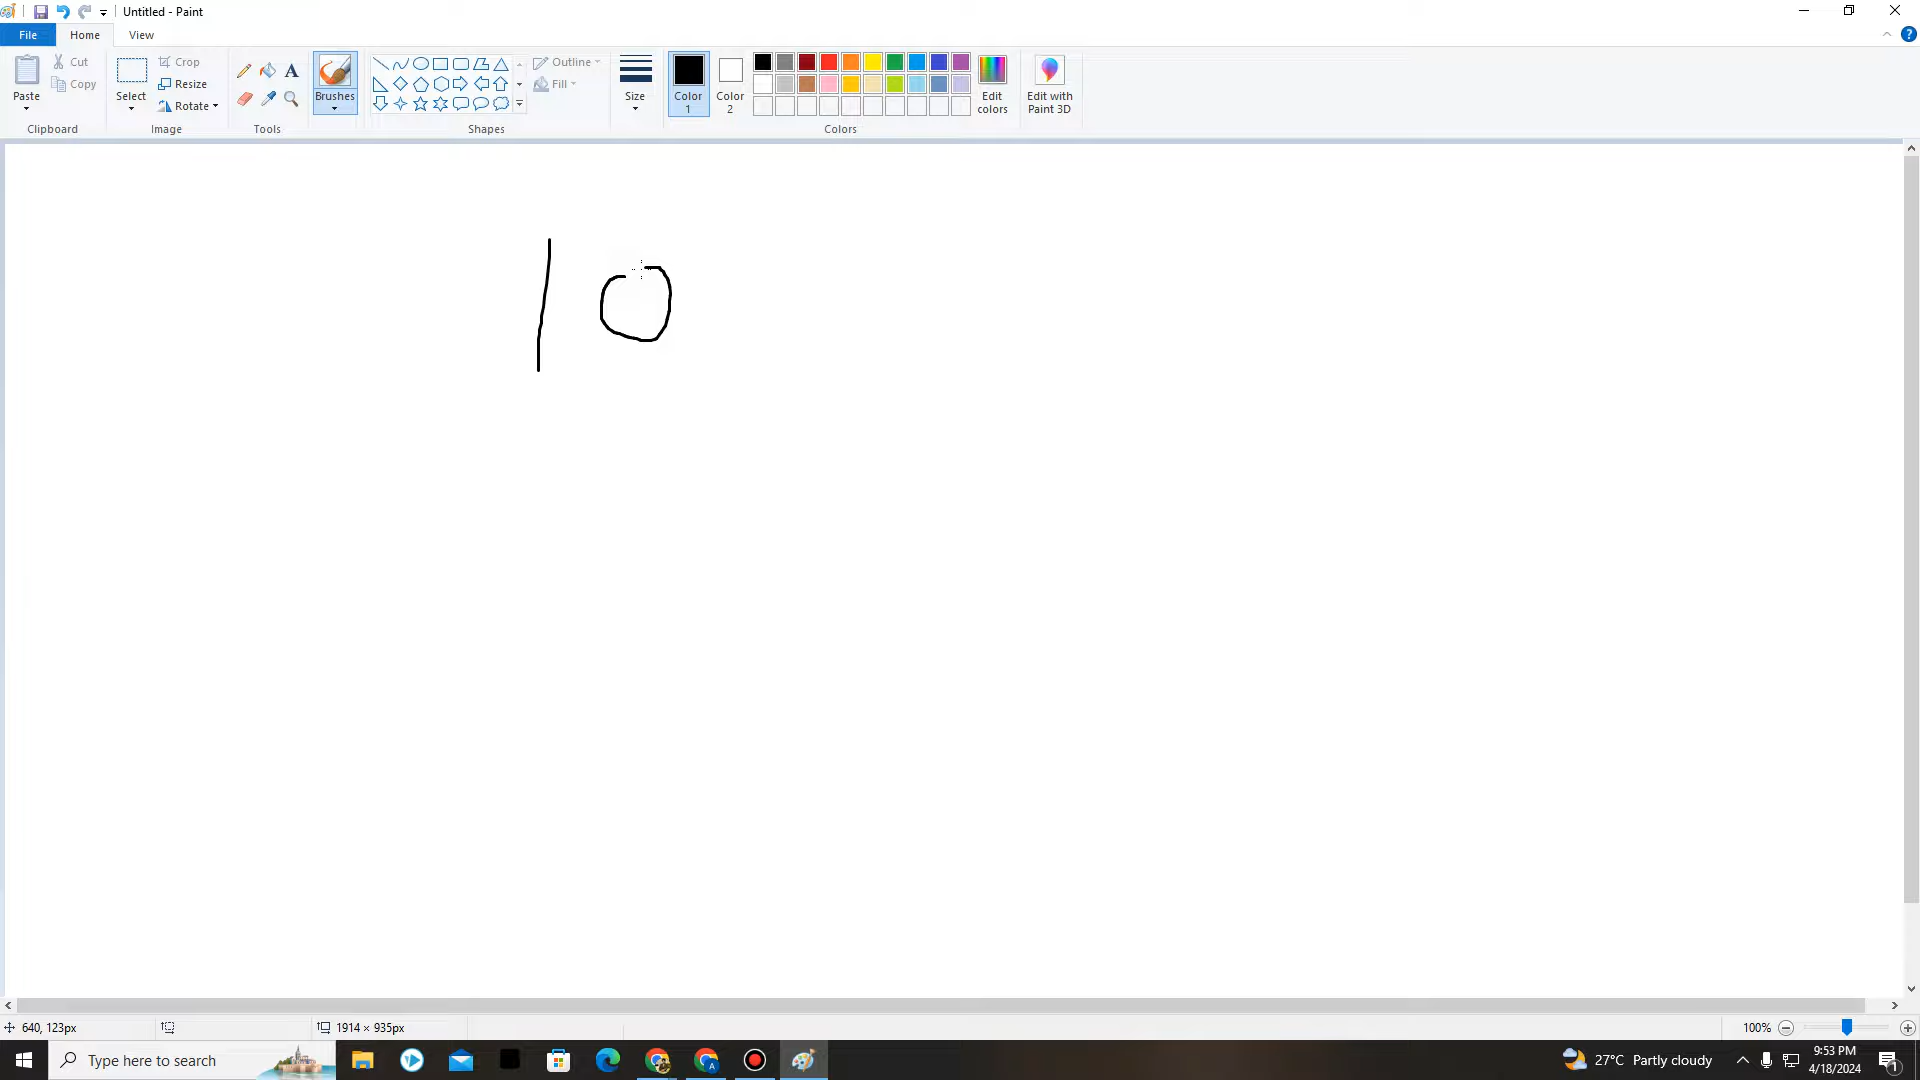 Untitled - Paint
File Home View
Paste
Cut
Copy
Clipboard
Select
Crop
Resize
Rotate
Image
Tools
Brushes
Outline
Fill
Shapes
Size
Color 1
Color 2
Edit colors
Colors
Edit with Paint 3D
10
640, 123px
1914 × 935px
100%
Type here to search
27°C Partly cloudy
9:53 PM
4/18/2024